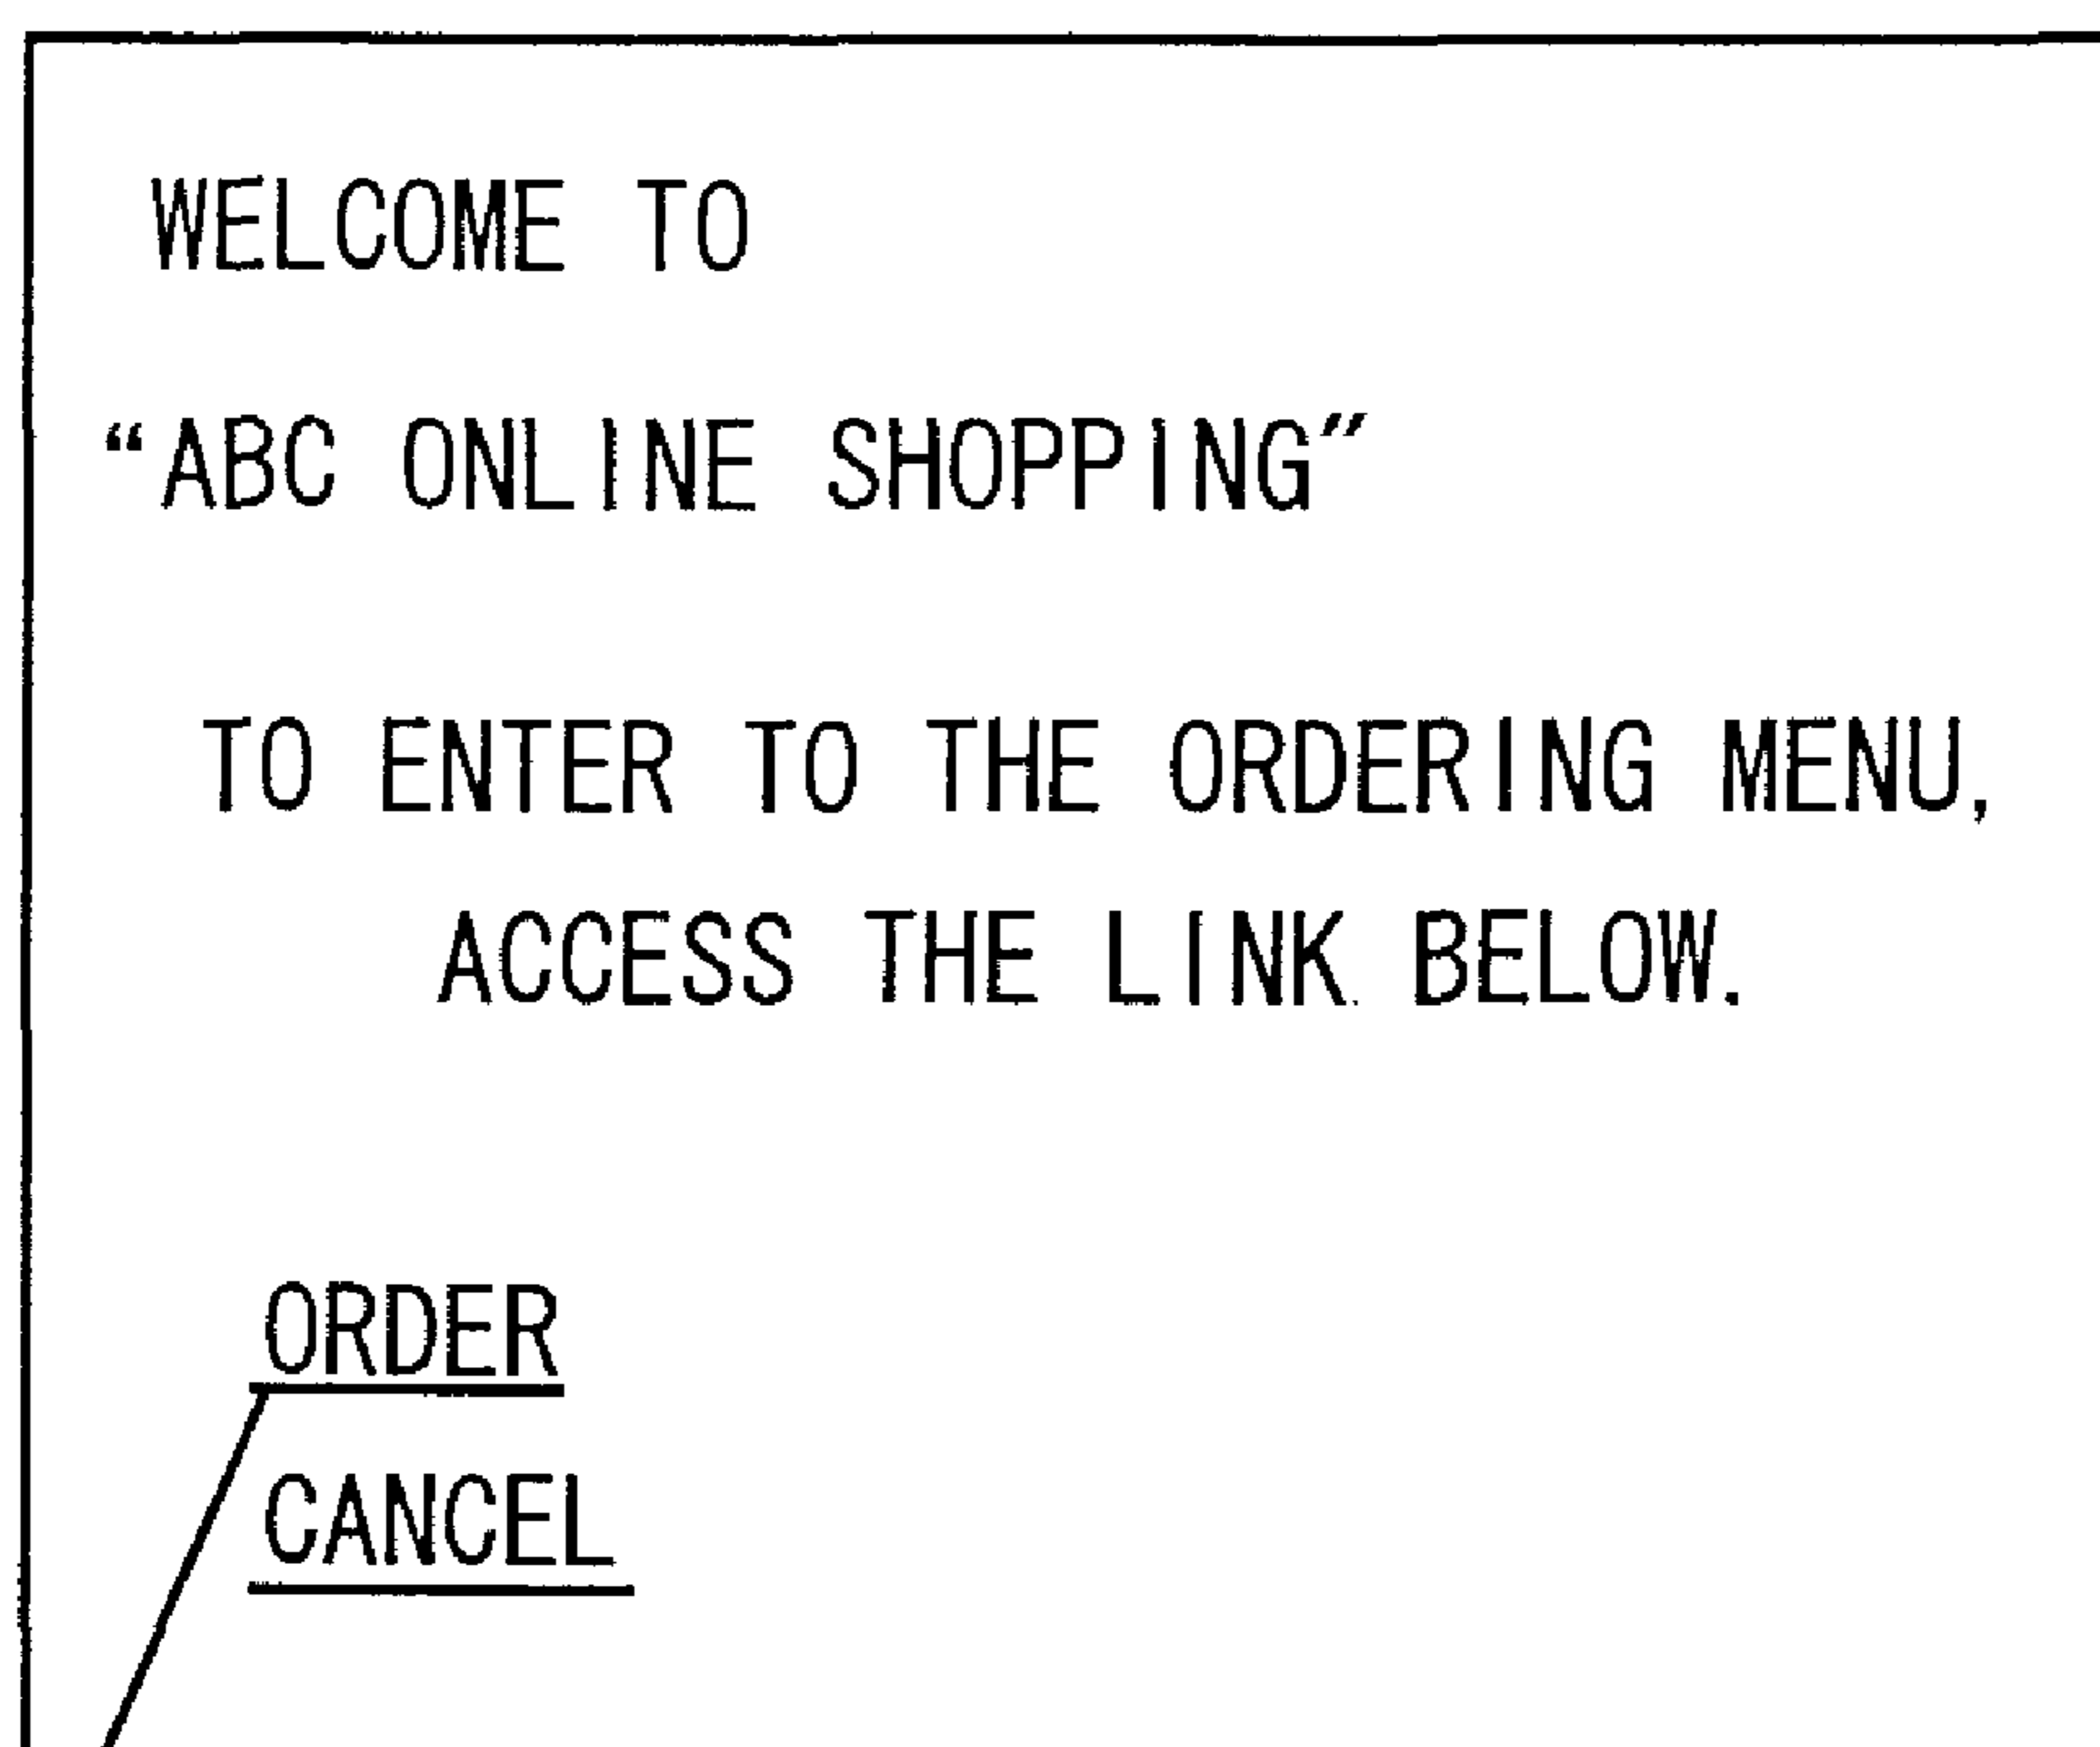 WELCOME TO
“ABC ONLINE SHOPPING”
TO ENTER TO THE ORDERING MENU,
ACCESS THE LINK BELOW.
ORDER
CANCEL